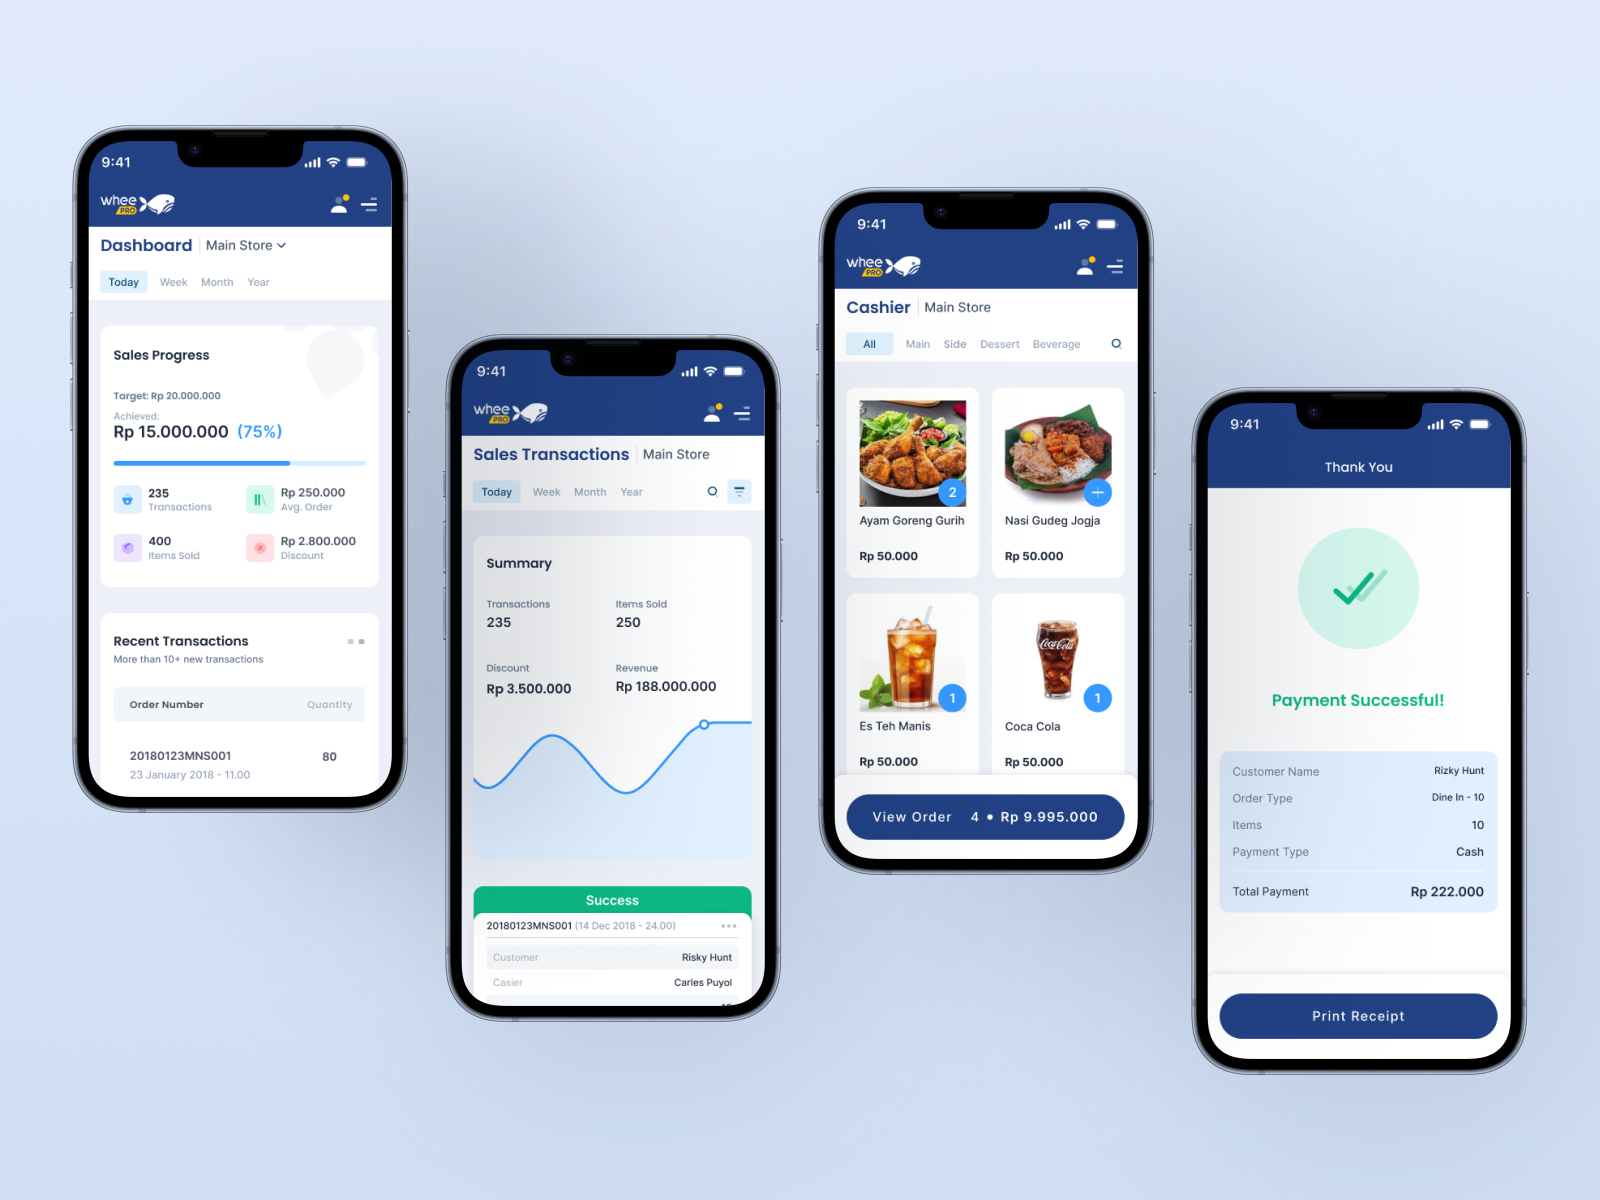 9:41
whee
PRO
Dashboard Main Store
Today Week Month Year
Sales Progress
Target: Rp 20.000.000
Achieved:
Rp 15.000.000 (75%)
235 Rp 250.000
Transactions Avg. Order
400 Rp 2.800.000
Items Sold Discount
Recent Transactions
More than 10+ new transactions
Order Number Quantity
20180123MNS001 80
23 January 2018 - 11.00
9:41
whee
PRO
Sales Transactions Main Store
Today Week Month Year
Summary
Transactions Items Sold
235 250
Discount Revenue
Rp 3.500.000 Rp 188.000.000
Success
20180123MNS001 (14 Dec 2018 - 24.00)
Customer Risky Hunt
Casier Carles Puyol
9:41
whee
PRO
Cashier Main Store
All Main Side Dessert Beverage
2
Ayam Goreng Gurih Nasi Gudeg Jogja
Rp 50.000 Rp 50.000
Coca-Cola
1 1
Es Teh Manis Coca Cola
Rp 50.000 Rp 50.000
View Order 4 • Rp 9.995.000
9:41
Thank You
Payment Successful!
Customer Name Rizky Hunt
Order Type Dine In - 10
Items 10
Payment Type Cash
Total Payment Rp 222.000
Print Receipt